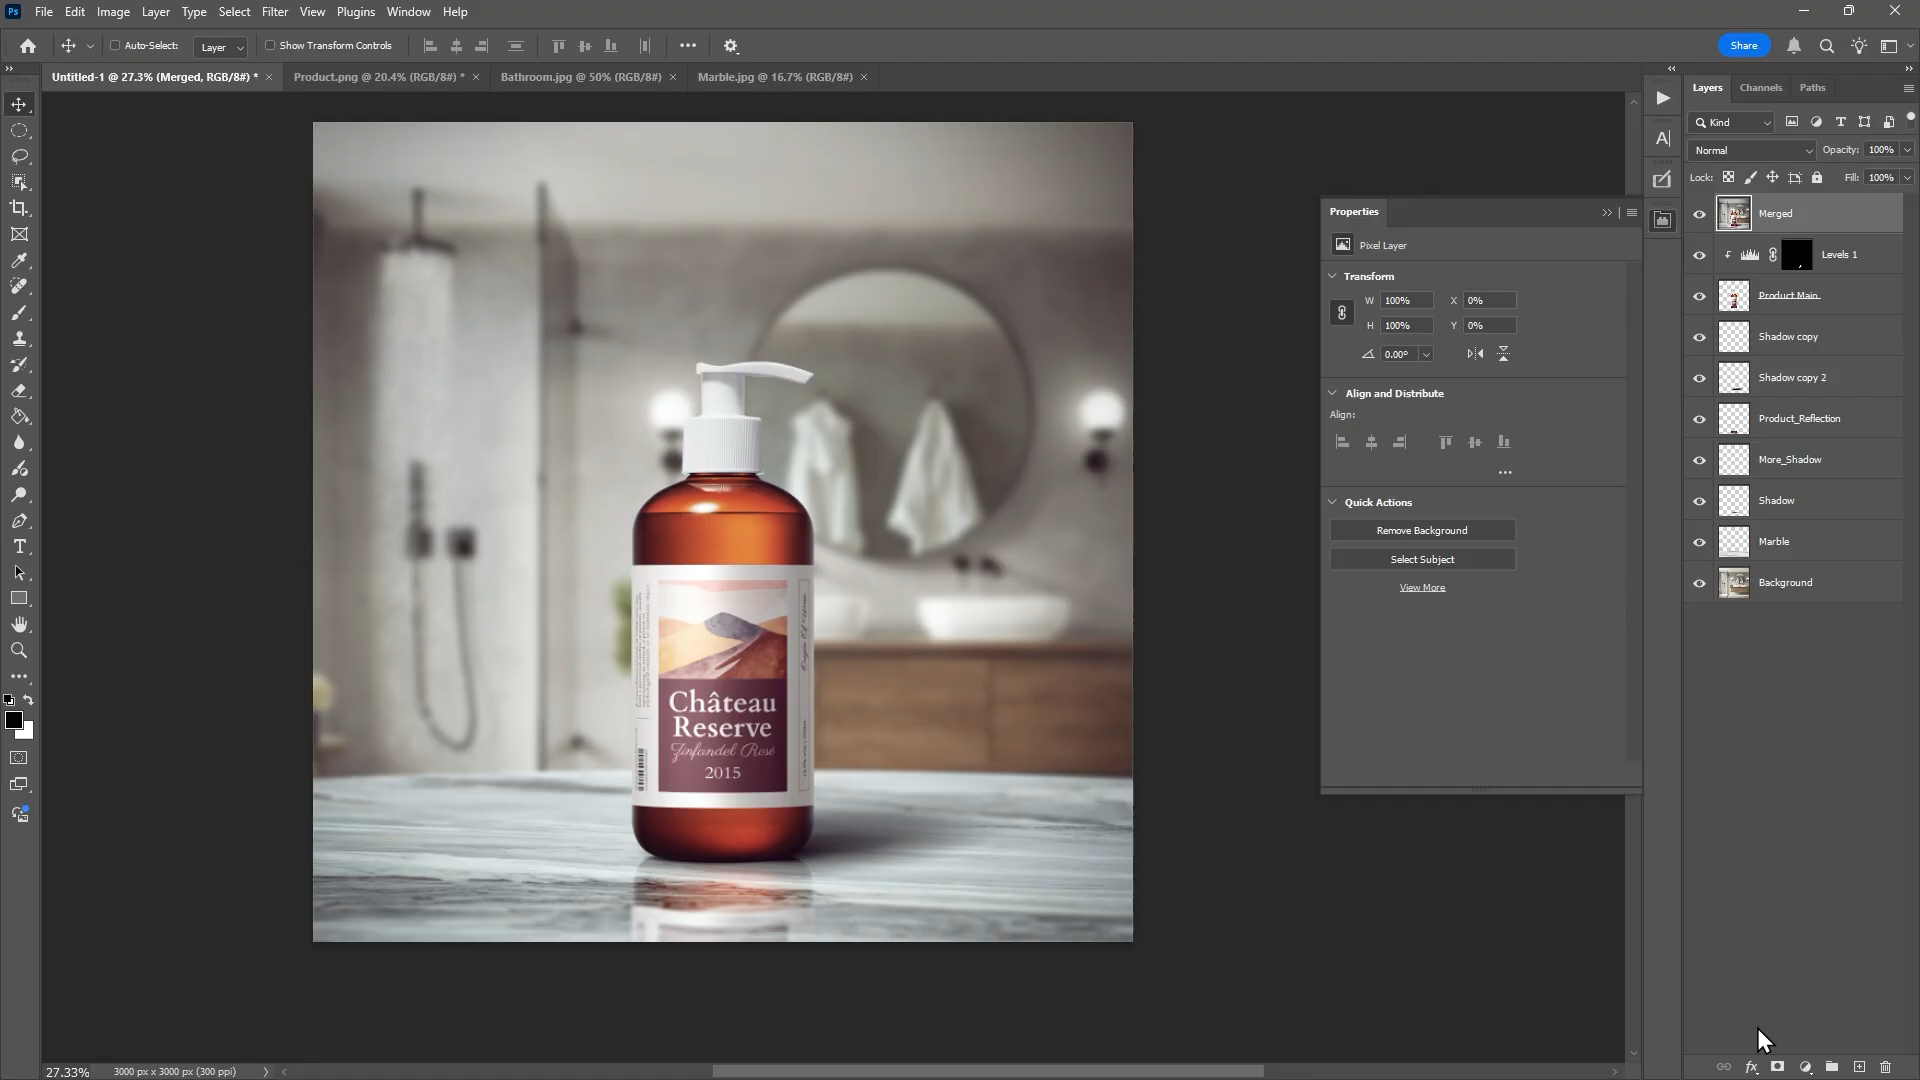 Ps File Edit Image Layer Type Select Filter View Plugins Window Help
Auto-Select: Layer Show Transform Controls Share
Untitled-1 @ 27.3% (Merged, RGB/8#) * Product.png @ 20.4% (RGB/8#) * Bathroom.jpg @ 50% (RGB/8#) Marble.jpg @ 16.7% (RGB/8#)
Layers Channels Paths
Kind
Normal Opacity: 100%
Lock: Fill: 100%
Merged
Levels 1
Product Main
Shadow copy
Shadow copy 2
Product_Reflection
More_Shadow
Shadow
Marble
Background
Properties
Pixel Layer
Transform
W 100% X 0%
H 100% Y 0%
0.00°
Align and Distribute
Align:
Quick Actions
Remove Background
Select Subject
View More
Château
Reserve
Zinfandel Rosé
2015
27.33% 3000 px x 3000 px (300 ppi)